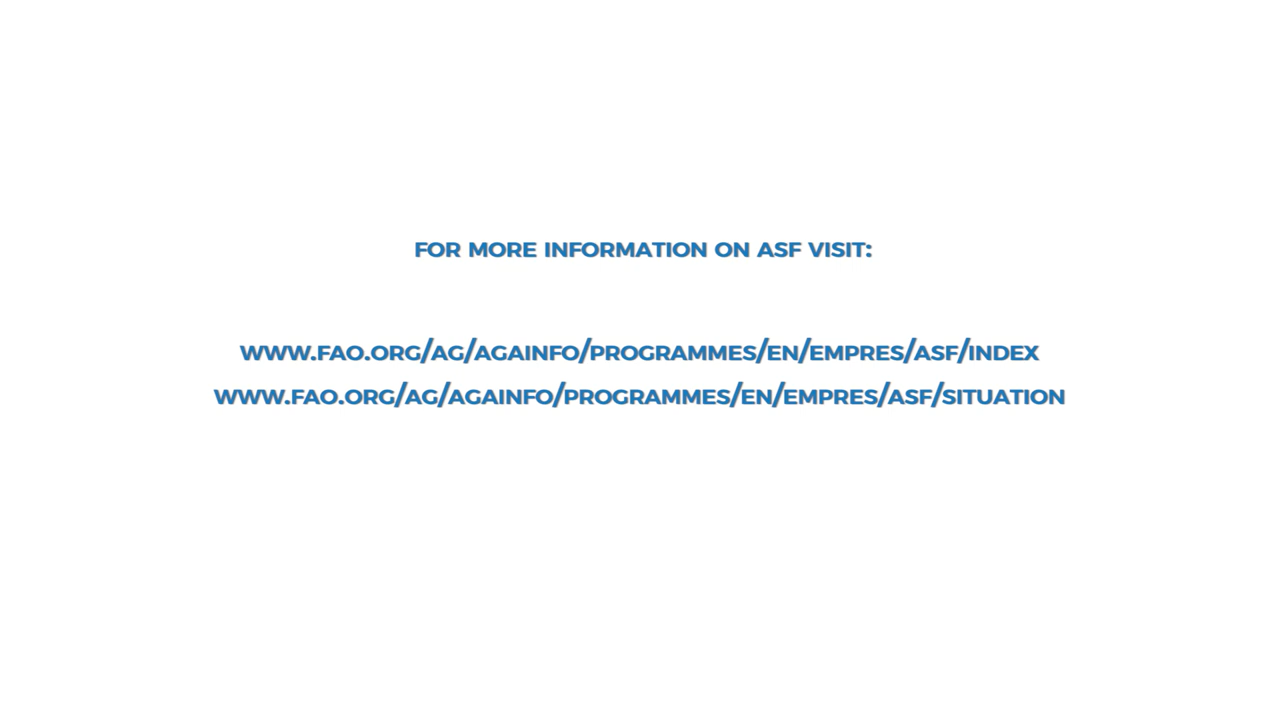 FOR MORE INFORMATION ON ASF VISIT:
WWW.FAO.ORG/AG/AGAINFO/PROGRAMMES/EN/EMPRES/ASF/INDEX
WWW.FAO.ORG/AG/AGAINFO/PROGRAMMES/EN/EMPRES/ASF/SITUATION